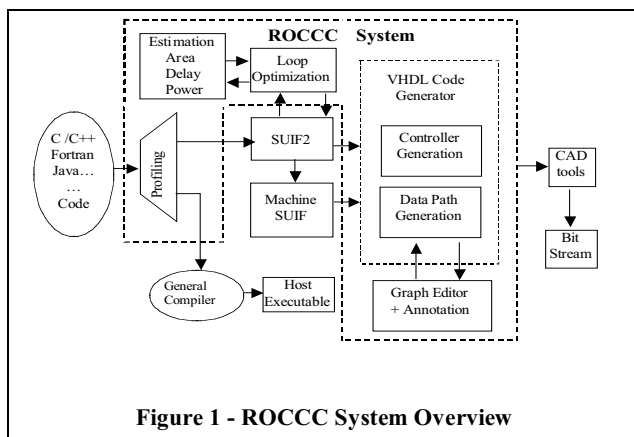 ROCCC System
Estimation
Area
Delay
Power
Loop
Optimization
VHDL Code
Generator
C /C++
Fortran
Java…
…
Code
Profiling
SUIF2
Controller
Generation
CAD
tools
Machine
SUIF
Data Path
Generation
Bit
Stream
General
Compiler
Host
Executable
Graph Editor
+ Annotation
Figure 1 - ROCCC System Overview